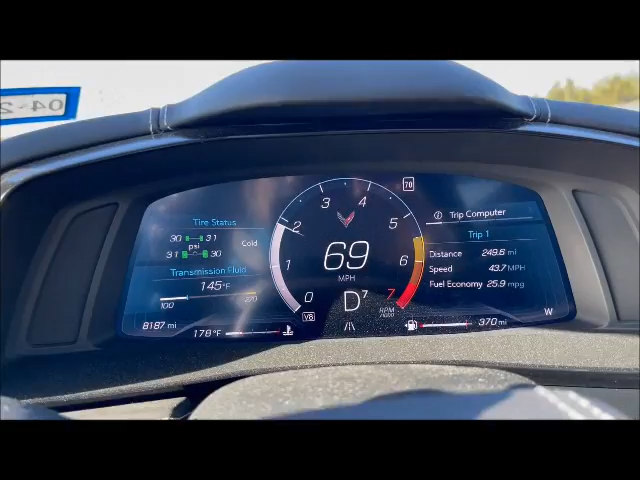 04-2
70
Tire Status
30 31
psi
31 30
Cold
Transmission Fluid
145°F
100 220
8187 mi
178°F
0
1
2
3
4
5
6
7
69
MPH
D7
V8
RPM
x1000
Trip Computer
Trip 1
Distance 249.6 mi
Speed 43.7 MPH
Fuel Economy 25.9 mpg
W
370 mi